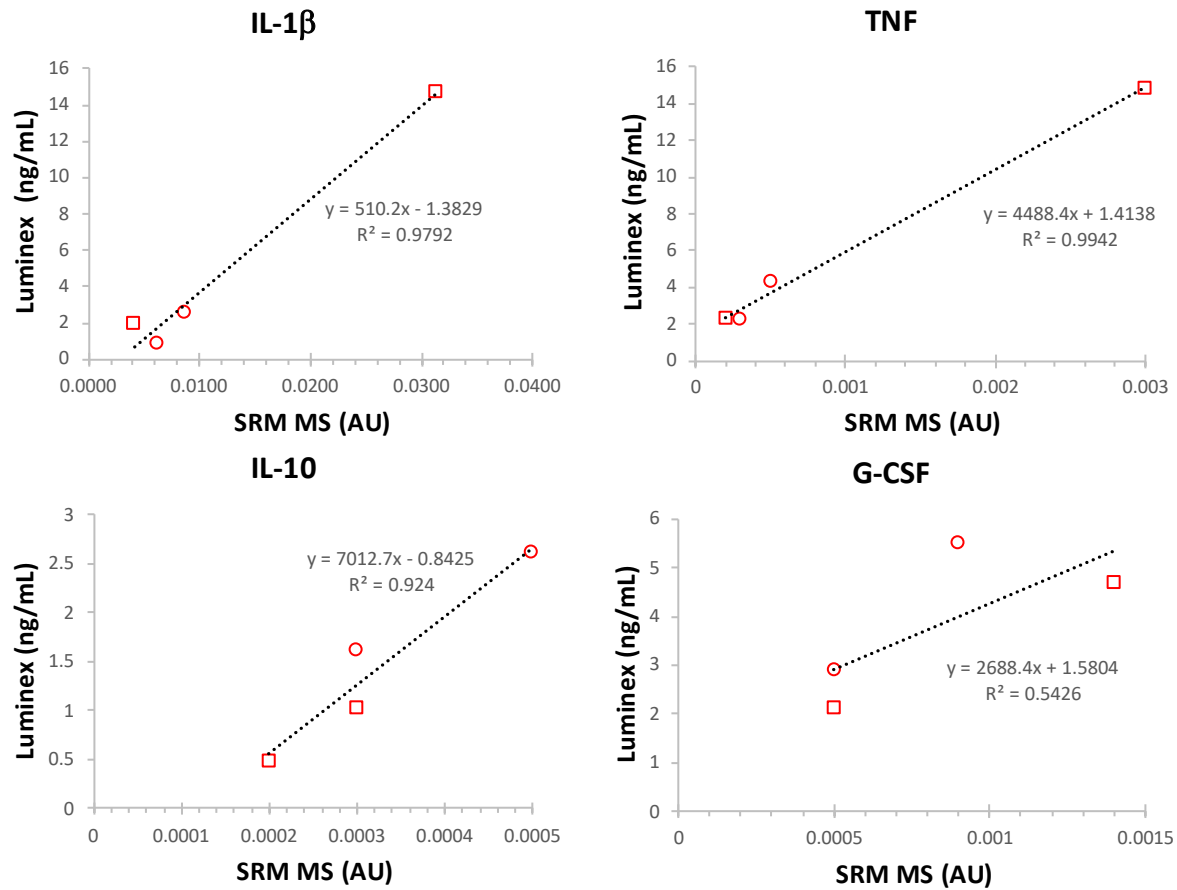 IL-1β
Luminex (ng/mL)
16
14
12
10
8
6
4
2
0
y = 510.2x - 1.3829
R² = 0.9792
0.0000 0.0100 0.0200 0.0300 0.0400
SRM MS (AU)
TNF
Luminex (ng/mL)
16
14
12
10
8
6
4
2
0
y = 4488.4x + 1.4138
R² = 0.9942
0 0.001 0.002 0.003
SRM MS (AU)
IL-10
Luminex (ng/mL)
3
2.5
2
1.5
1
0.5
0
y = 7012.7x - 0.8425
R² = 0.924
0 0.0001 0.0002 0.0003 0.0004 0.0005
SRM MS (AU)
G-CSF
Luminex (ng/mL)
6
5
4
3
2
1
0
y = 2688.4x + 1.5804
R² = 0.5426
0 0.0005 0.001 0.0015
SRM MS (AU)